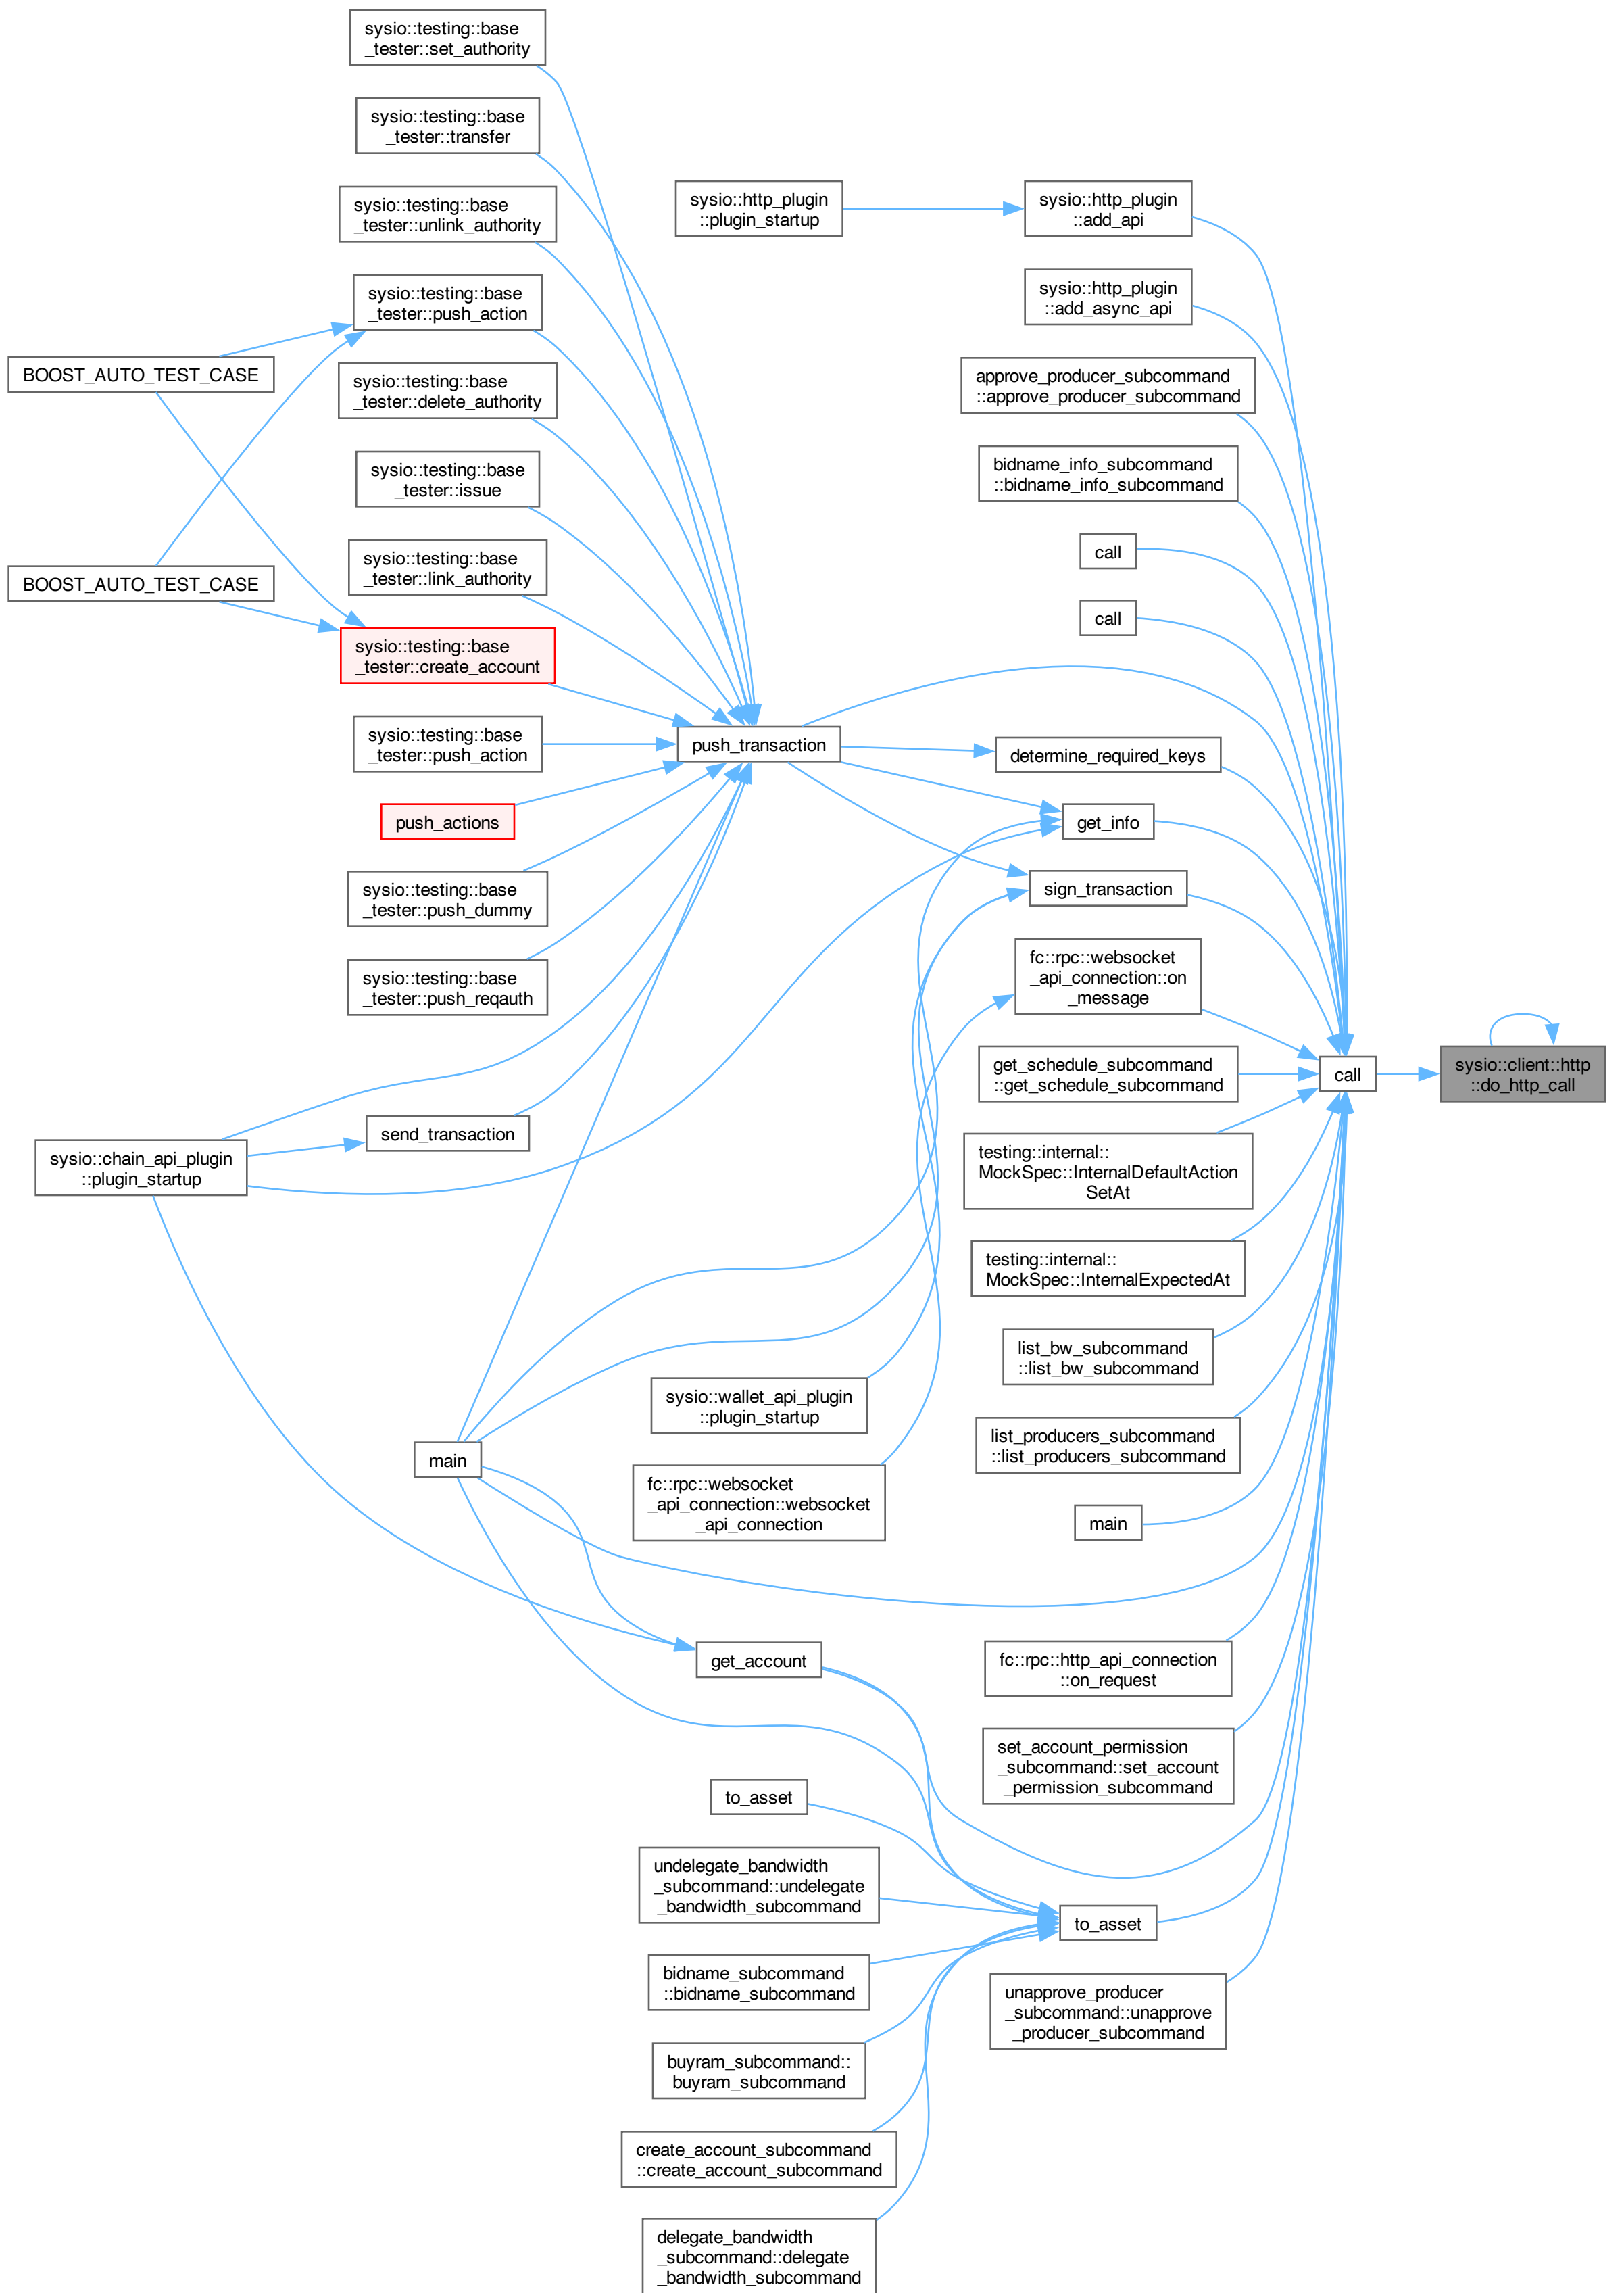 sysio::testing::base
_tester::set_authority
sysio::testing::base
_tester::transfer
sysio::testing::base
_tester::unlink_authority
sysio::testing::base
_tester::push_action
BOOST_AUTO_TEST_CASE
sysio::testing::base
_tester::delete_authority
sysio::testing::base
_tester::issue
sysio::testing::base
_tester::link_authority
BOOST_AUTO_TEST_CASE
sysio::testing::base
_tester::create_account
sysio::testing::base
_tester::push_action
push_actions
sysio::testing::base
_tester::push_dummy
sysio::testing::base
_tester::push_reqauth
send_transaction
sysio::chain_api_plugin
::plugin_startup
main
sysio::http_plugin
::plugin_startup
push_transaction
sysio::wallet_api_plugin
::plugin_startup
fc::rpc::websocket
_api_connection::websocket
_api_connection
get_account
to_asset
undelegate_bandwidth
_subcommand::undelegate
_bandwidth_subcommand
bidname_subcommand
::bidname_subcommand
buyram_subcommand::
buyram_subcommand
create_account_subcommand
::create_account_subcommand
delegate_bandwidth
_subcommand::delegate
_bandwidth_subcommand
sysio::http_plugin
::add_api
sysio::http_plugin
::add_async_api
approve_producer_subcommand
::approve_producer_subcommand
bidname_info_subcommand
::bidname_info_subcommand
call
call
determine_required_keys
get_info
sign_transaction
fc::rpc::websocket
_api_connection::on
_message
get_schedule_subcommand
::get_schedule_subcommand
testing::internal::
MockSpec::InternalDefaultAction
SetAt
testing::internal::
MockSpec::InternalExpectedAt
list_bw_subcommand
::list_bw_subcommand
list_producers_subcommand
::list_producers_subcommand
main
fc::rpc::http_api_connection
::on_request
set_account_permission
_subcommand::set_account
_permission_subcommand
to_asset
unapprove_producer
_subcommand::unapprove
_producer_subcommand
call
sysio::client::http
::do_http_call